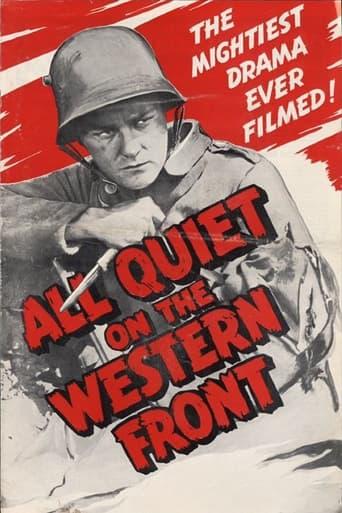 THE
MIGHTIEST
DRAMA
EVER
FILMED!
ALL QUIET
ON THE
WESTERN
FRONT